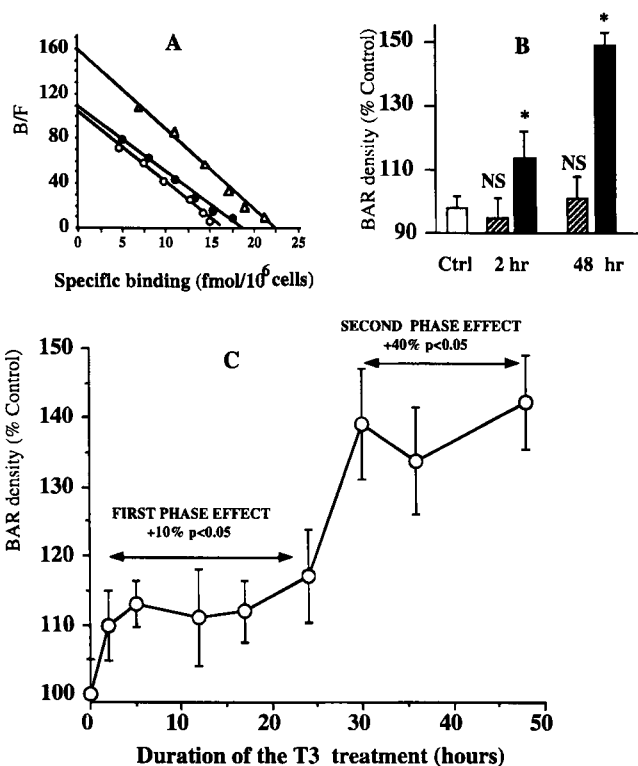 A
B/F
160
120
80
40
0
0 5 10 15 20 25
Specific binding (fmol/10⁶ cells)
B
BAR density (% Control)
150
130
110
90
NS
*
NS
*
Ctrl 2 hr 48 hr
C
BAR density (% Control)
150
140
130
120
110
100
SECOND PHASE EFFECT
+40% p<0.05
FIRST PHASE EFFECT
+10% p<0.05
0 10 20 30 40 50
Duration of the T3 treatment (hours)